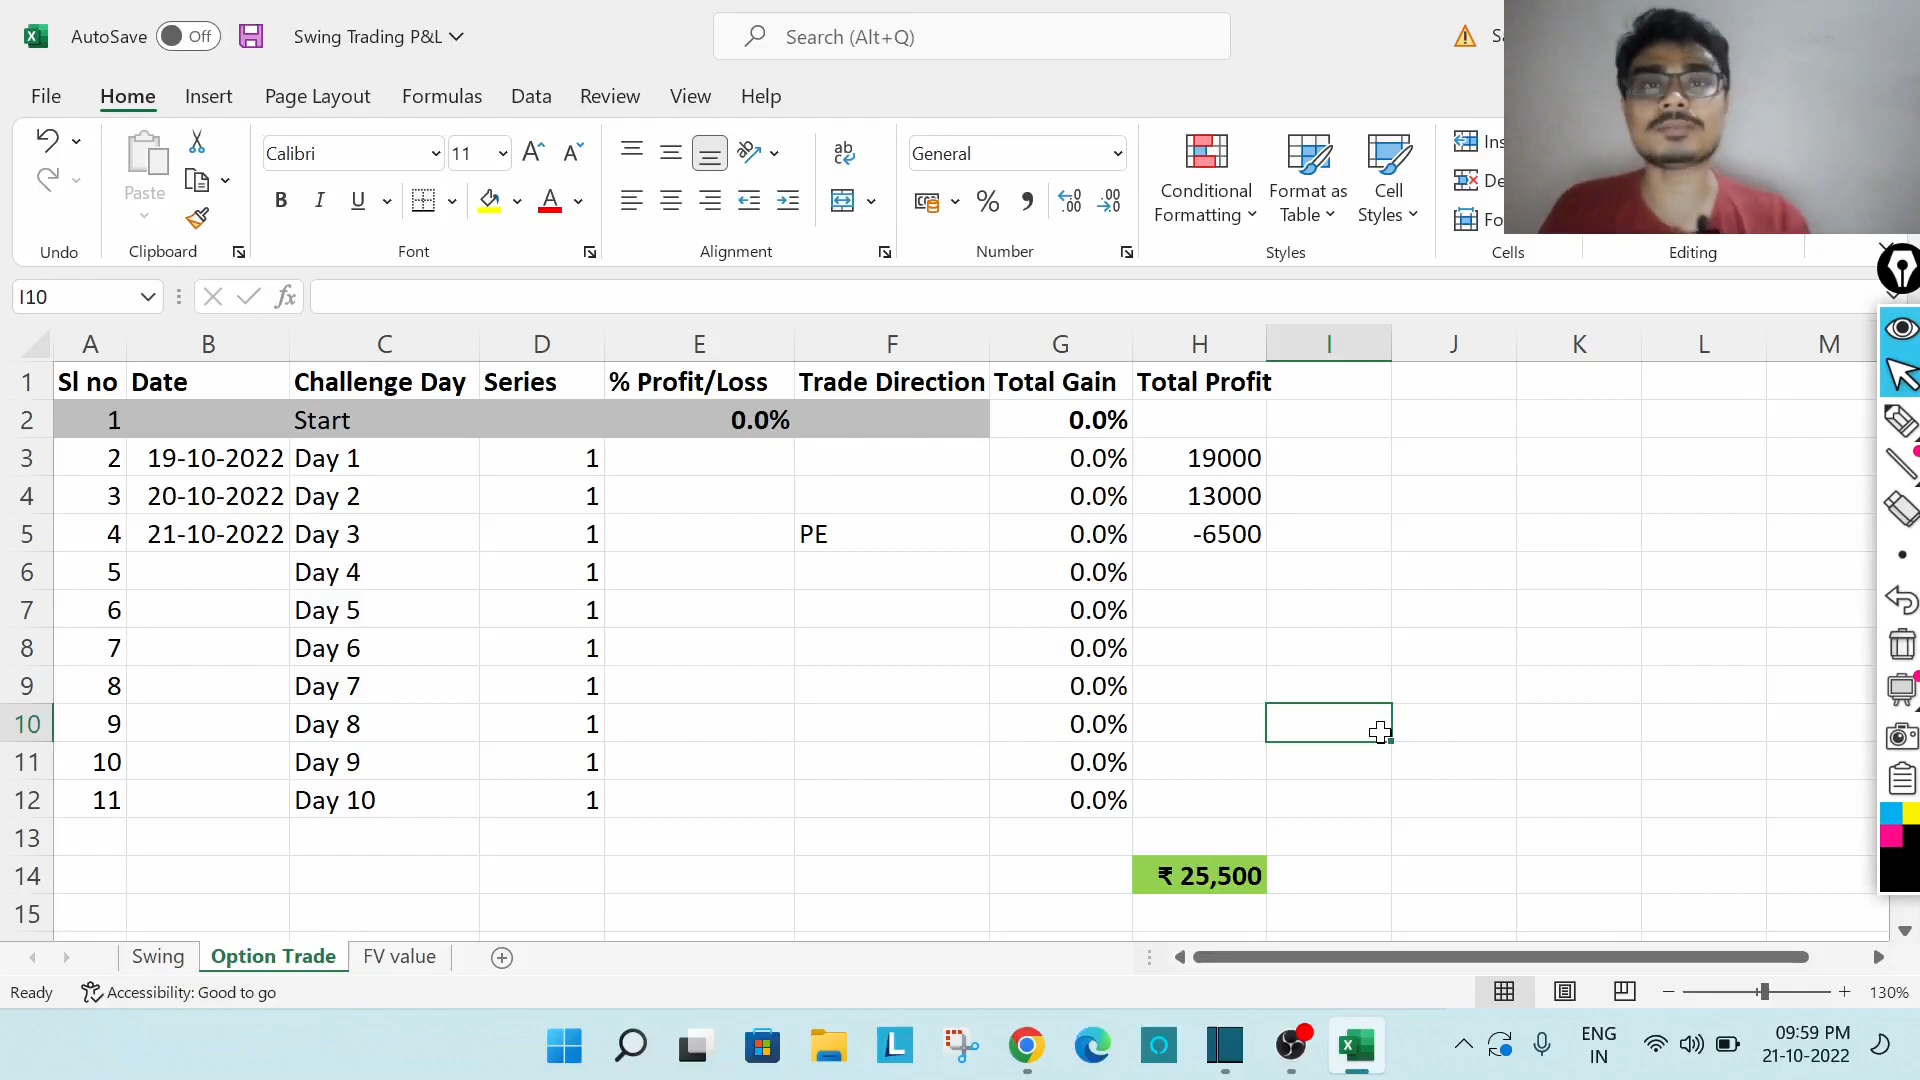 AutoSave Off Swing Trading P&L Search (Alt+Q)
File Home Insert Page Layout Formulas Data Review View Help
Calibri 11 General
Paste
B I U
Conditional Formatting
Format as Table
Cell Styles
Undo Clipboard Font Alignment Number Styles Cells Editing
I10 fx
A B C D E F G H I J K L M
1 Sl no Date Challenge Day Series % Profit/Loss Trade Direction Total Gain Total Profit
2 1 Start 0.0% 0.0%
3 2 19-10-2022 Day 1 1 0.0% 19000
4 3 20-10-2022 Day 2 1 0.0% 13000
5 4 21-10-2022 Day 3 1 PE 0.0% -6500
6 5 Day 4 1 0.0%
7 6 Day 5 1 0.0%
8 7 Day 6 1 0.0%
9 8 Day 7 1 0.0%
10 9 Day 8 1 0.0%
11 10 Day 9 1 0.0%
12 11 Day 10 1 0.0%
13
14 ₹ 25,500
15
Swing Option Trade FV value
Ready Accessibility: Good to go 130%
ENG 09:59 PM
IN 21-10-2022